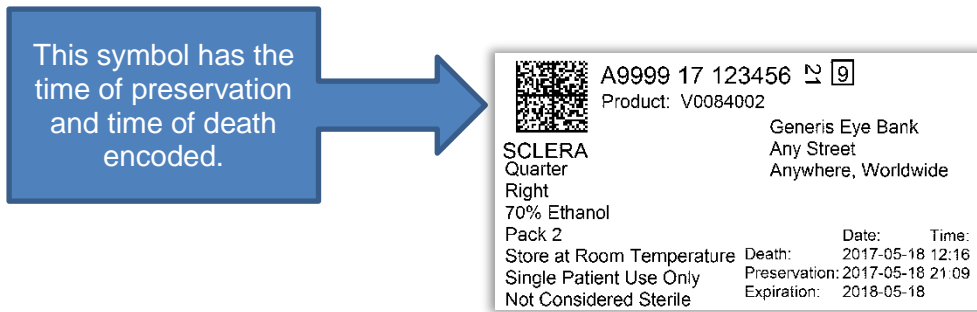 This symbol has the
time of preservation
and time of death
encoded.
A9999 17 123456 21 9
Product: V0084002
Generis Eye Bank
Any Street
Anywhere, Worldwide
SCLERA
Quarter
Right
70% Ethanol
Pack 2
Store at Room Temperature
Single Patient Use Only
Not Considered Sterile
Date: Time:
Death: 2017-05-18 12:16
Preservation: 2017-05-18 21:09
Expiration: 2018-05-18